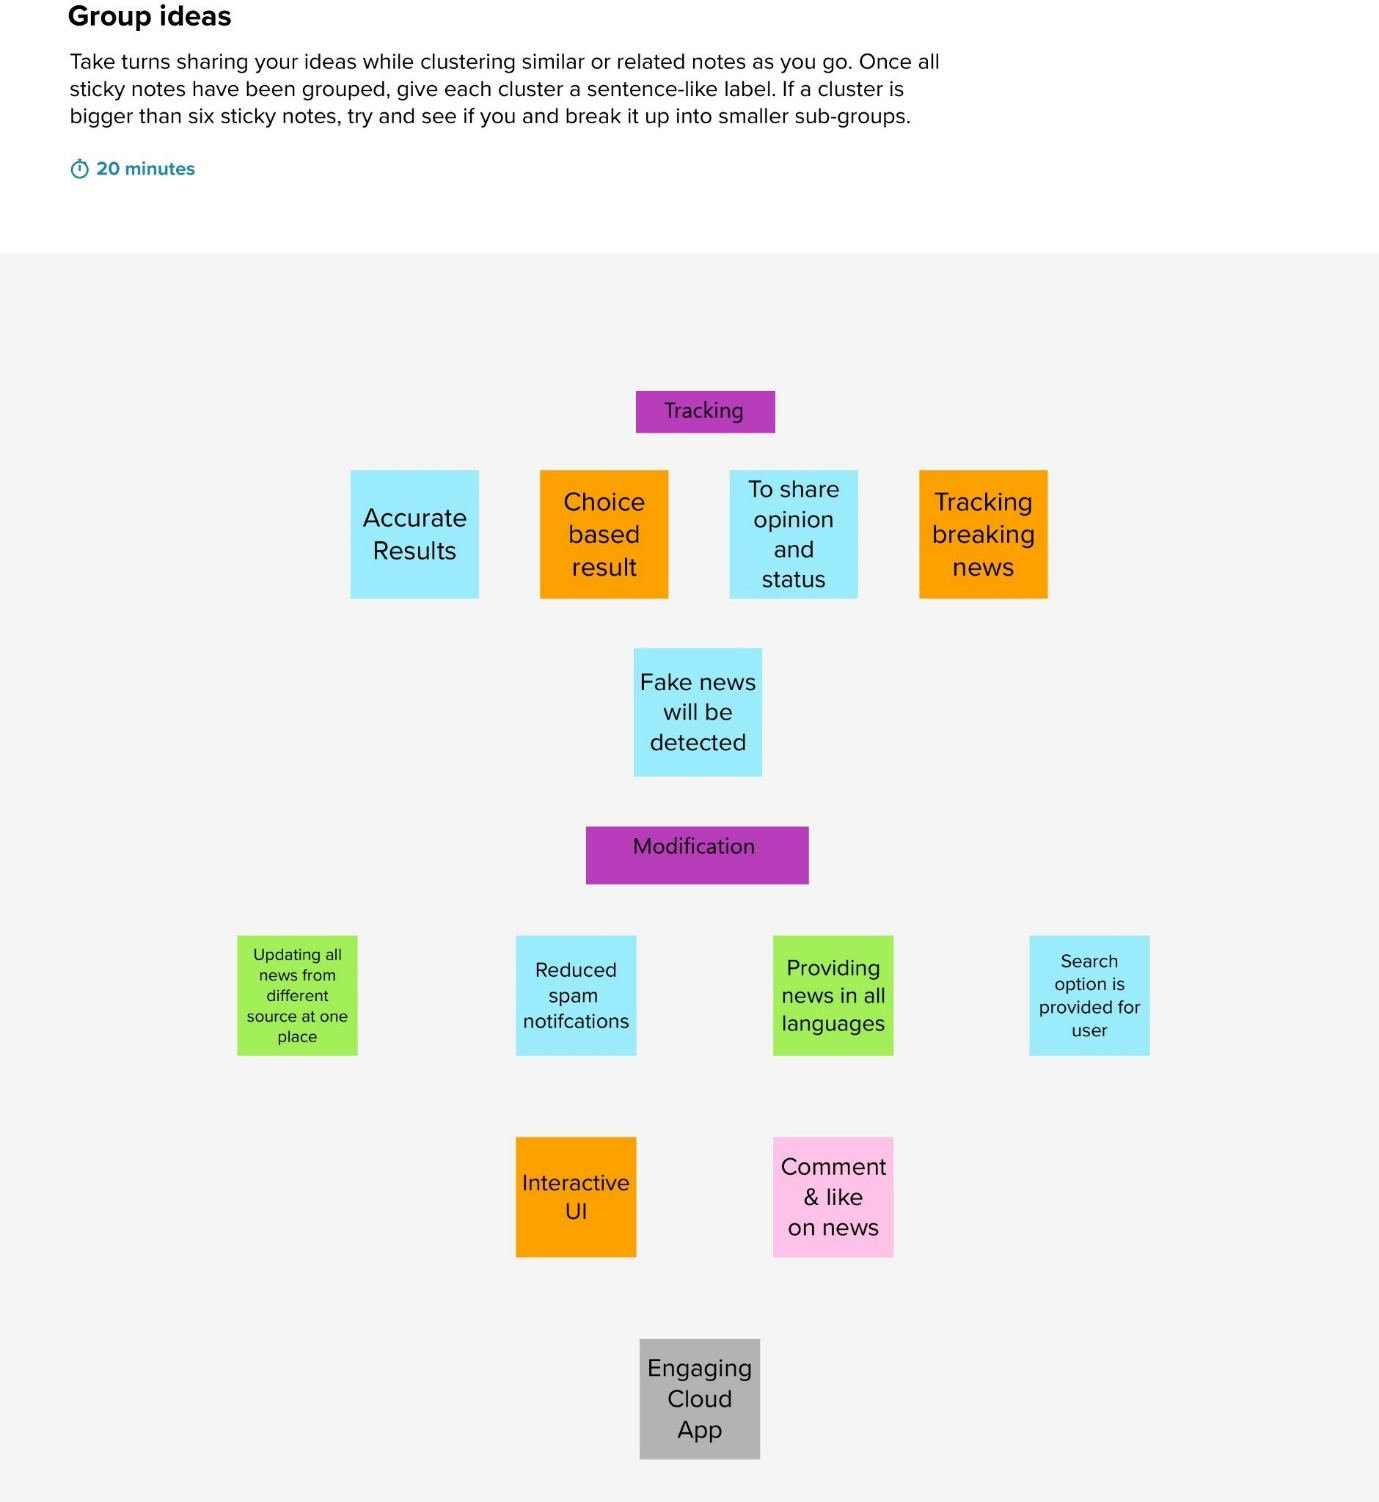 Group ideas
Take turns sharing your ideas while clustering similar or related notes as you go. Once all
sticky notes have been grouped, give each cluster a sentence-like label. If a cluster is
bigger than six sticky notes, try and see if you and break it up into smaller sub-groups.
20 minutes
Tracking
Accurate
Results
Choice
based
result
To share
opinion
and
status
Tracking
breaking
news
Fake news
will be
detected
Modification
Updating all
news from
different
source at one
place
Reduced
spam
notifcations
Providing
news in all
languages
Search
option is
provided for
user
Interactive
UI
Comment
& like
on news
Engaging
Cloud
App